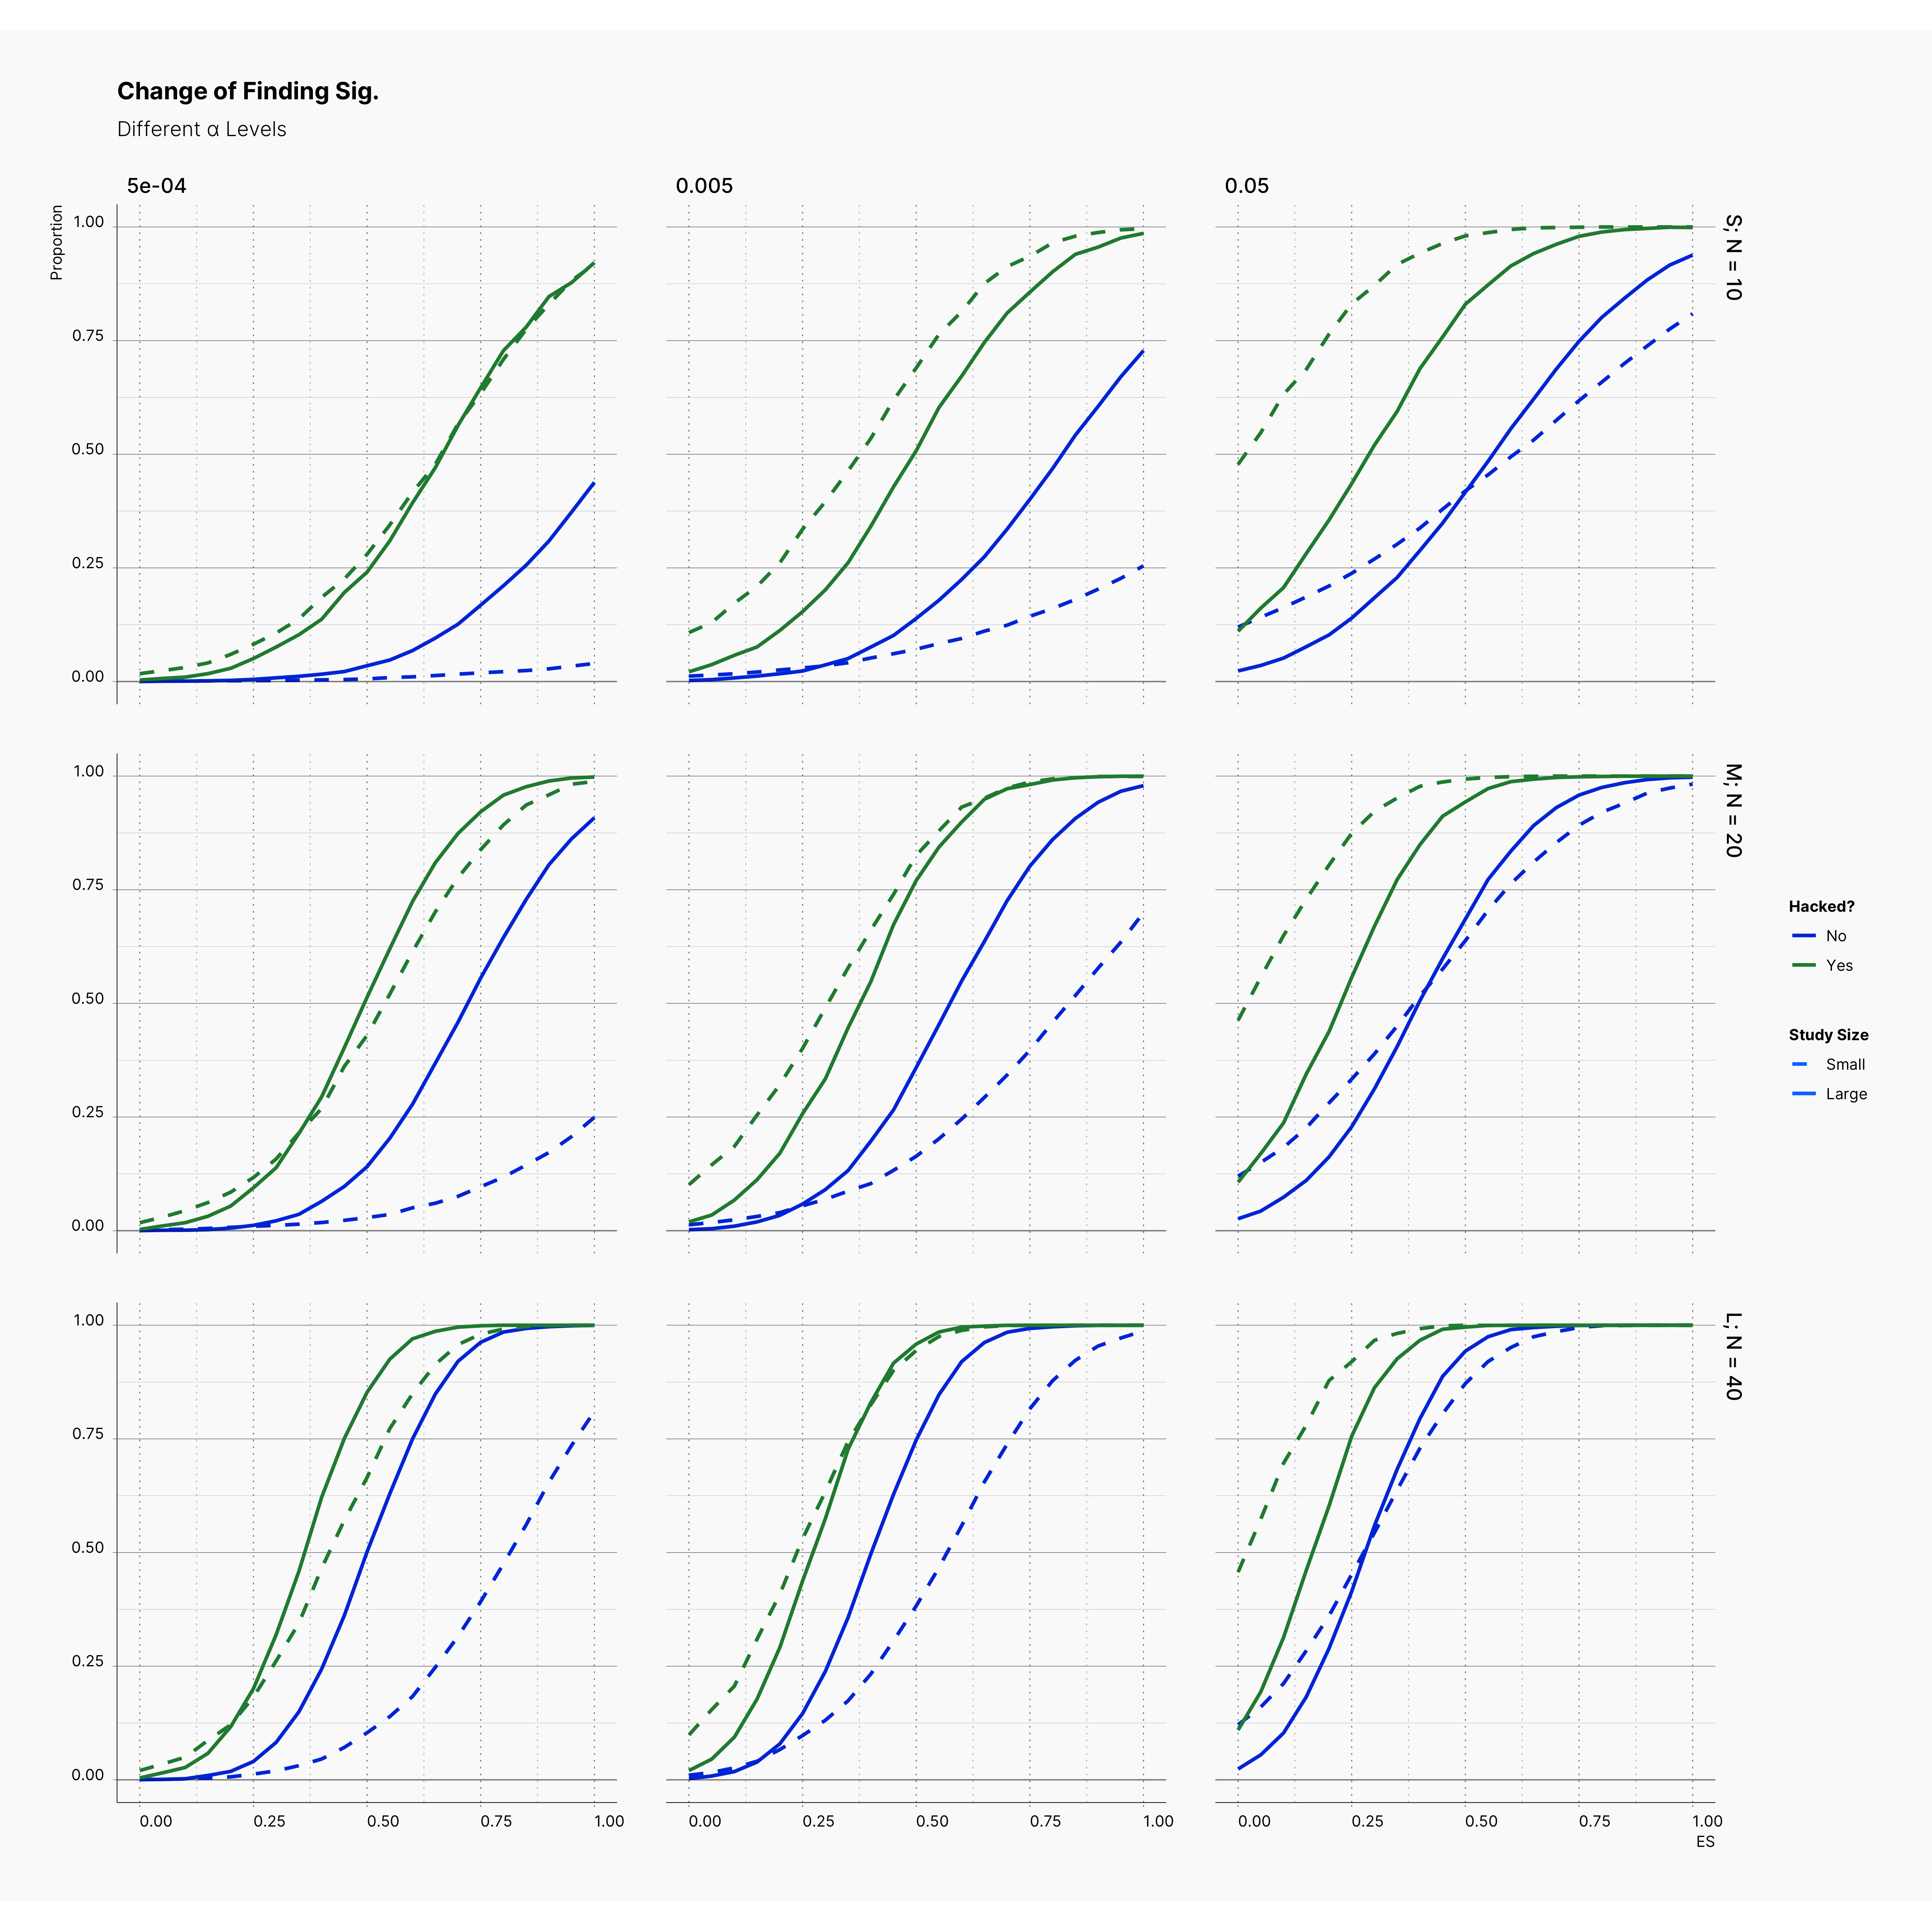 Change of Finding Sig.
Different α Levels
5e-04
0.005
0.05
Proportion
1.00
0.75
0.50
0.25
0.00
S; N = 10
1.00
0.75
0.50
0.25
0.00
M; N = 20
1.00
0.75
0.50
0.25
0.00
L; N = 40
0.00 0.25 0.50 0.75 1.00
0.00 0.25 0.50 0.75 1.00
0.00 0.25 0.50 0.75 1.00
ES
Hacked?
No
Yes
Study Size
Small
Large